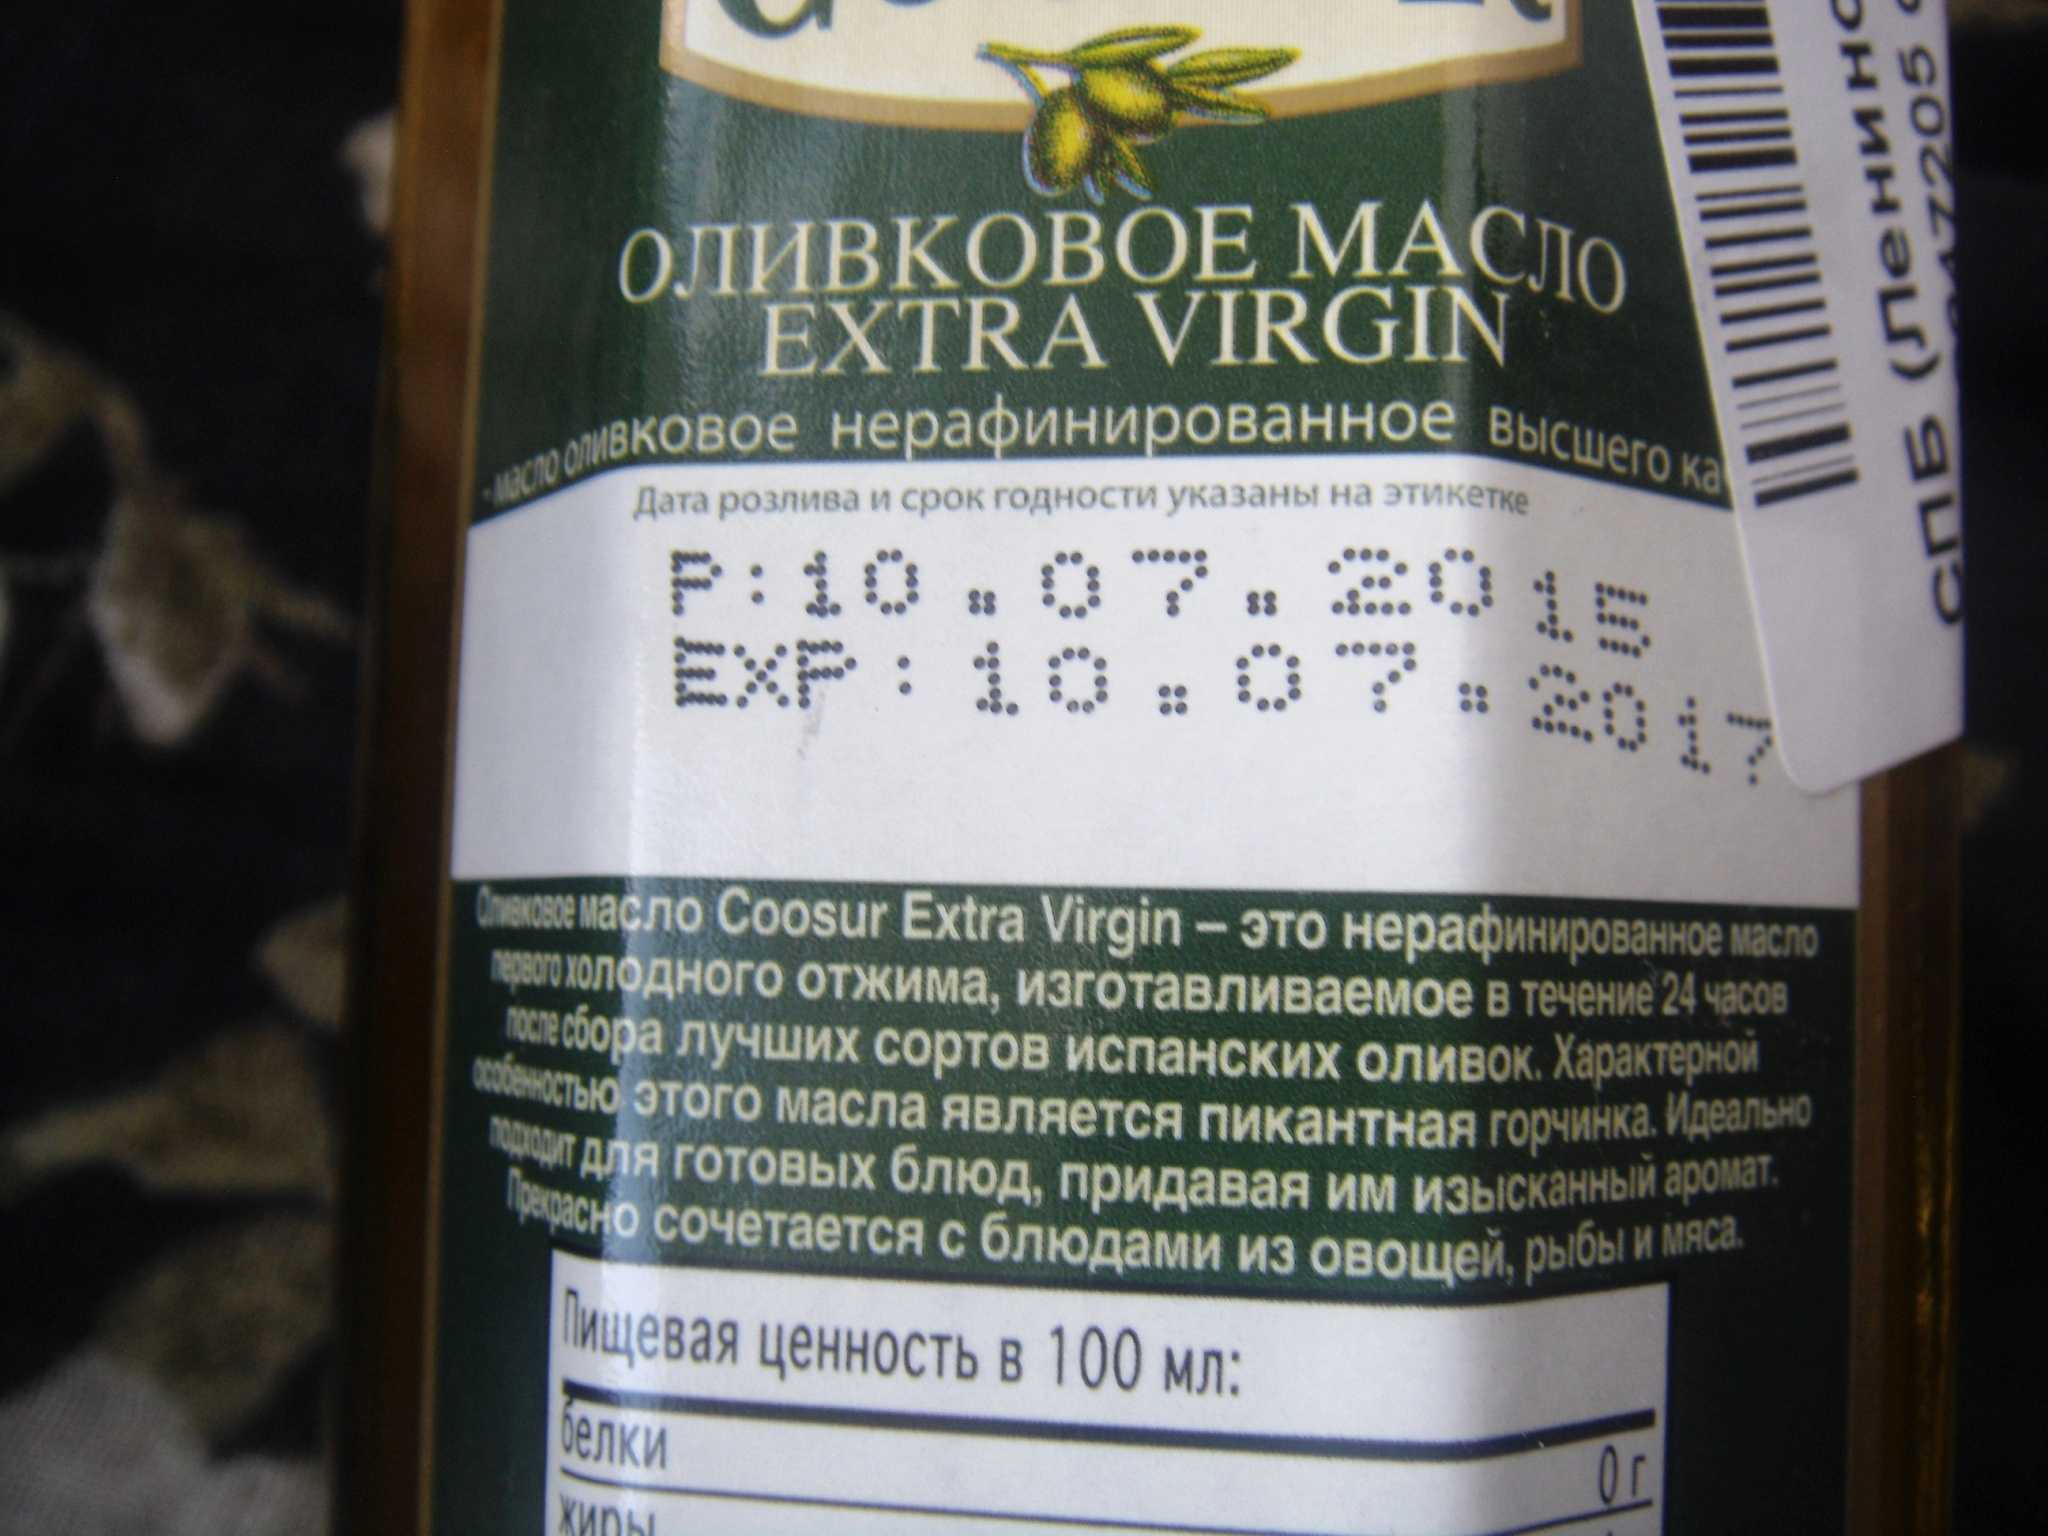 ОЛИВКОВОЕ МАСЛО
EXTRA VIRGIN
- масло оливковое нерафинированное высшего ка
Дата розлива и срок годности указаны на этикетке
P:10.07.2015
EXP:10.07.2017
Оливковое масло Coosur Extra Virgin – это нерафинированное масло
первого холодного отжима, изготавливаемое в течение 24 часов
после сбора лучших сортов испанских оливок. Характерной
особенностью этого масла является пикантная горчинка. Идеально
подходит для готовых блюд, придавая им изысканный аромат.
Прекрасно сочетается с блюдами из овощей, рыбы и мяса.
Пищевая ценность в 100 мл:
белки 0 г
жиры
СПБ (Ленинс